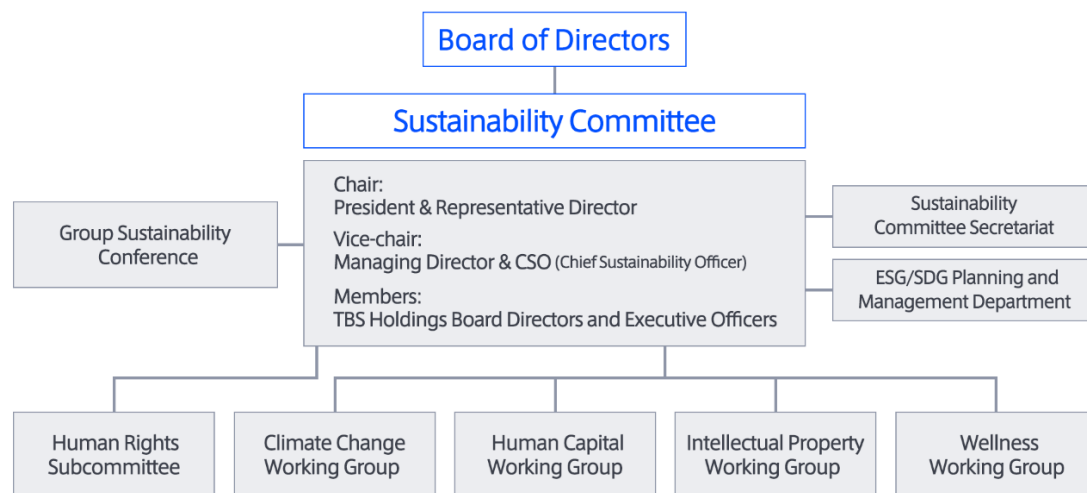 Board of Directors
Sustainability Committee
Chair:
President & Representative Director
Vice-chair:
Managing Director & CSO (Chief Sustainability Officer)
Members:
TBS Holdings Board Directors and Executive Officers
Group Sustainability
Conference
Sustainability
Committee Secretariat
ESG/SDG Planning and
Management Department
Human Rights
Subcommittee
Climate Change
Working Group
Human Capital
Working Group
Intellectual Property
Working Group
Wellness
Working Group